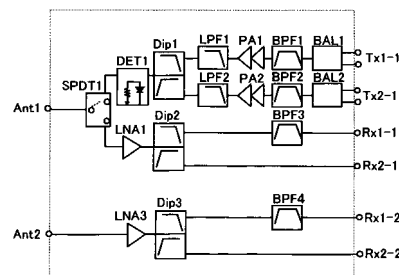 Dip1 LPF1 PA1 BPF1 BAL1
DET1
SPDT1
Tx1-1
LPF2 PA2 BPF2 BAL2
Tx2-1
Ant1
LNA1 Dip2 BPF3
Rx1-1
Rx2-1
Dip3 BPF4
LNA3
Rx1-2
Ant2
Rx2-2